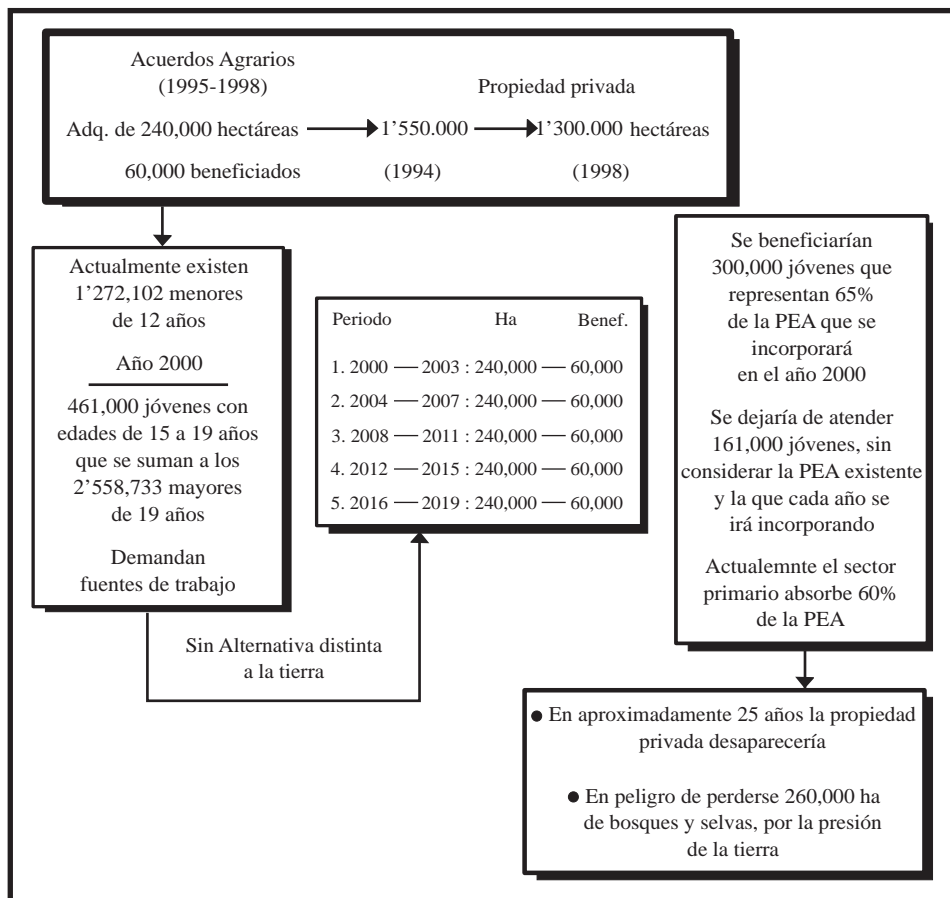 Acuerdos Agrarios
(1995-1998)
Propiedad privada
Adq. de 240,000 hectáreas 1’550.000 1’300.000 hectáreas
60,000 beneficiados (1994) (1998)
Actualmente existen
1’272,102 menores
de 12 años
Año 2000
461,000 jóvenes con
edades de 15 a 19 años
que se suman a los
2’558,733 mayores
de 19 años
Demandan
fuentes de trabajo
Sin Alternativa distinta
a la tierra
Periodo Ha Benef.
1. 2000 — 2003 : 240,000 — 60,000
2. 2004 — 2007 : 240,000 — 60,000
3. 2008 — 2011 : 240,000 — 60,000
4. 2012 — 2015 : 240,000 — 60,000
5. 2016 — 2019 : 240,000 — 60,000
Se beneficiarían
300,000 jóvenes que
representan 65%
de la PEA que se
incorporará
en el año 2000
Se dejaría de atender
161,000 jóvenes, sin
considerar la PEA existente
y la que cada año se
irá incorporando
Actualemnte el sector
primario absorbe 60%
de la PEA
● En aproximadamente 25 años la propiedad
privada desaparecería
● En peligro de perderse 260,000 ha
de bosques y selvas, por la presión
de la tierra